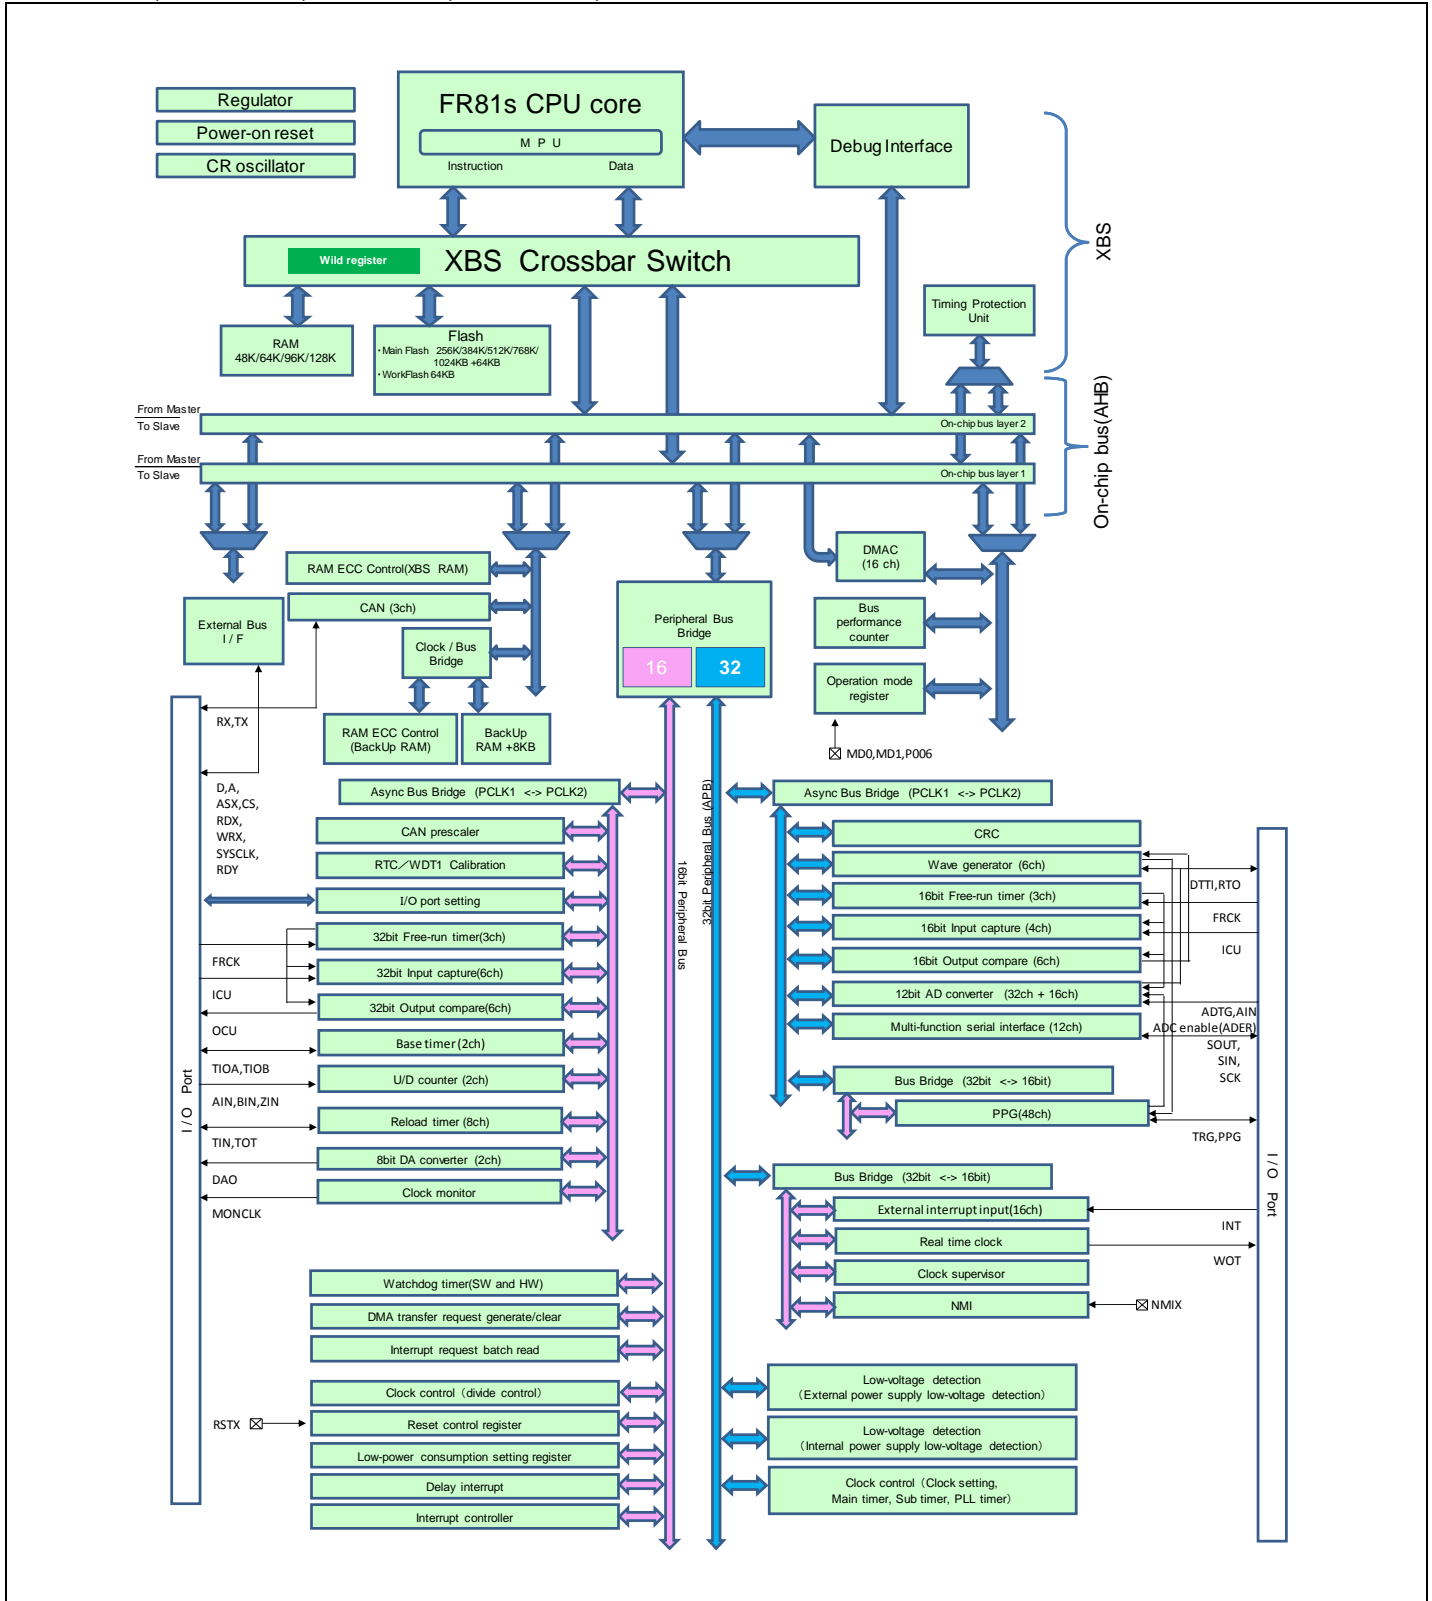 Regulator
Power-on reset
CR oscillator
FR81s CPU core
M P U
Instruction
Data
Debug Interface
XBS
Wild register
XBS Crossbar Switch
Timing Protection
Unit
RAM
48K/64K/96K/128K
Flash
・Main Flash 256K/384K/512K/768K/
1024KB +64KB
・WorkFlash 64KB
On-chip bus(AHB)
From Master
To Slave
On-chip bus layer 2
From Master
To Slave
On-chip bus layer 1
RAM ECC Control(XBS RAM)
CAN (3ch)
External Bus
I / F
Clock / Bus
Bridge
RAM ECC Control
(BackUp RAM)
BackUp
RAM +8KB
Peripheral Bus
Bridge
16
32
DMAC
(16 ch)
Bus
performance
counter
Operation mode
register
MD0,MD1,P006
RX,TX
D,A,
ASX,CS,
RDX,
WRX,
SYSCLK,
RDY
I / O Port
Async Bus Bridge (PCLK1 <-> PCLK2)
CAN prescaler
RTC／WDT1 Calibration
I/O port setting
32bit Free-run timer(3ch)
FRCK
32bit Input capture(6ch)
ICU
32bit Output compare(6ch)
OCU
Base timer (2ch)
TIOA,TIOB
U/D counter (2ch)
AIN,BIN,ZIN
Reload timer (8ch)
TIN,TOT
8bit DA converter (2ch)
DAO
Clock monitor
MONCLK
16bit Peripheral Bus
32bit Peripheral Bus (APB)
Async Bus Bridge (PCLK1 <-> PCLK2)
CRC
Wave generator (6ch)
DTTI,RTO
16bit Free-run timer (3ch)
FRCK
16bit Input capture (4ch)
ICU
16bit Output compare (6ch)
12bit AD converter (32ch + 16ch)
ADTG,AIN
ADC enable(ADER)
Multi-function serial interface (12ch)
SOUT,
SIN,
SCK
Bus Bridge (32bit <-> 16bit)
PPG(48ch)
TRG,PPG
I / O Port
Bus Bridge (32bit <-> 16bit)
External interrupt input(16ch)
INT
Real time clock
WOT
Clock supervisor
NMI
NMIX
Watchdog timer(SW and HW)
DMA transfer request generate/clear
Interrupt request batch read
Clock control（divide control）
RSTX
Reset control register
Low-power consumption setting register
Delay interrupt
Interrupt controller
Low-voltage detection
（External power supply low-voltage detection）
Low-voltage detection
（Internal power supply low-voltage detection）
Clock control（Clock setting,
Main timer, Sub timer, PLL timer）